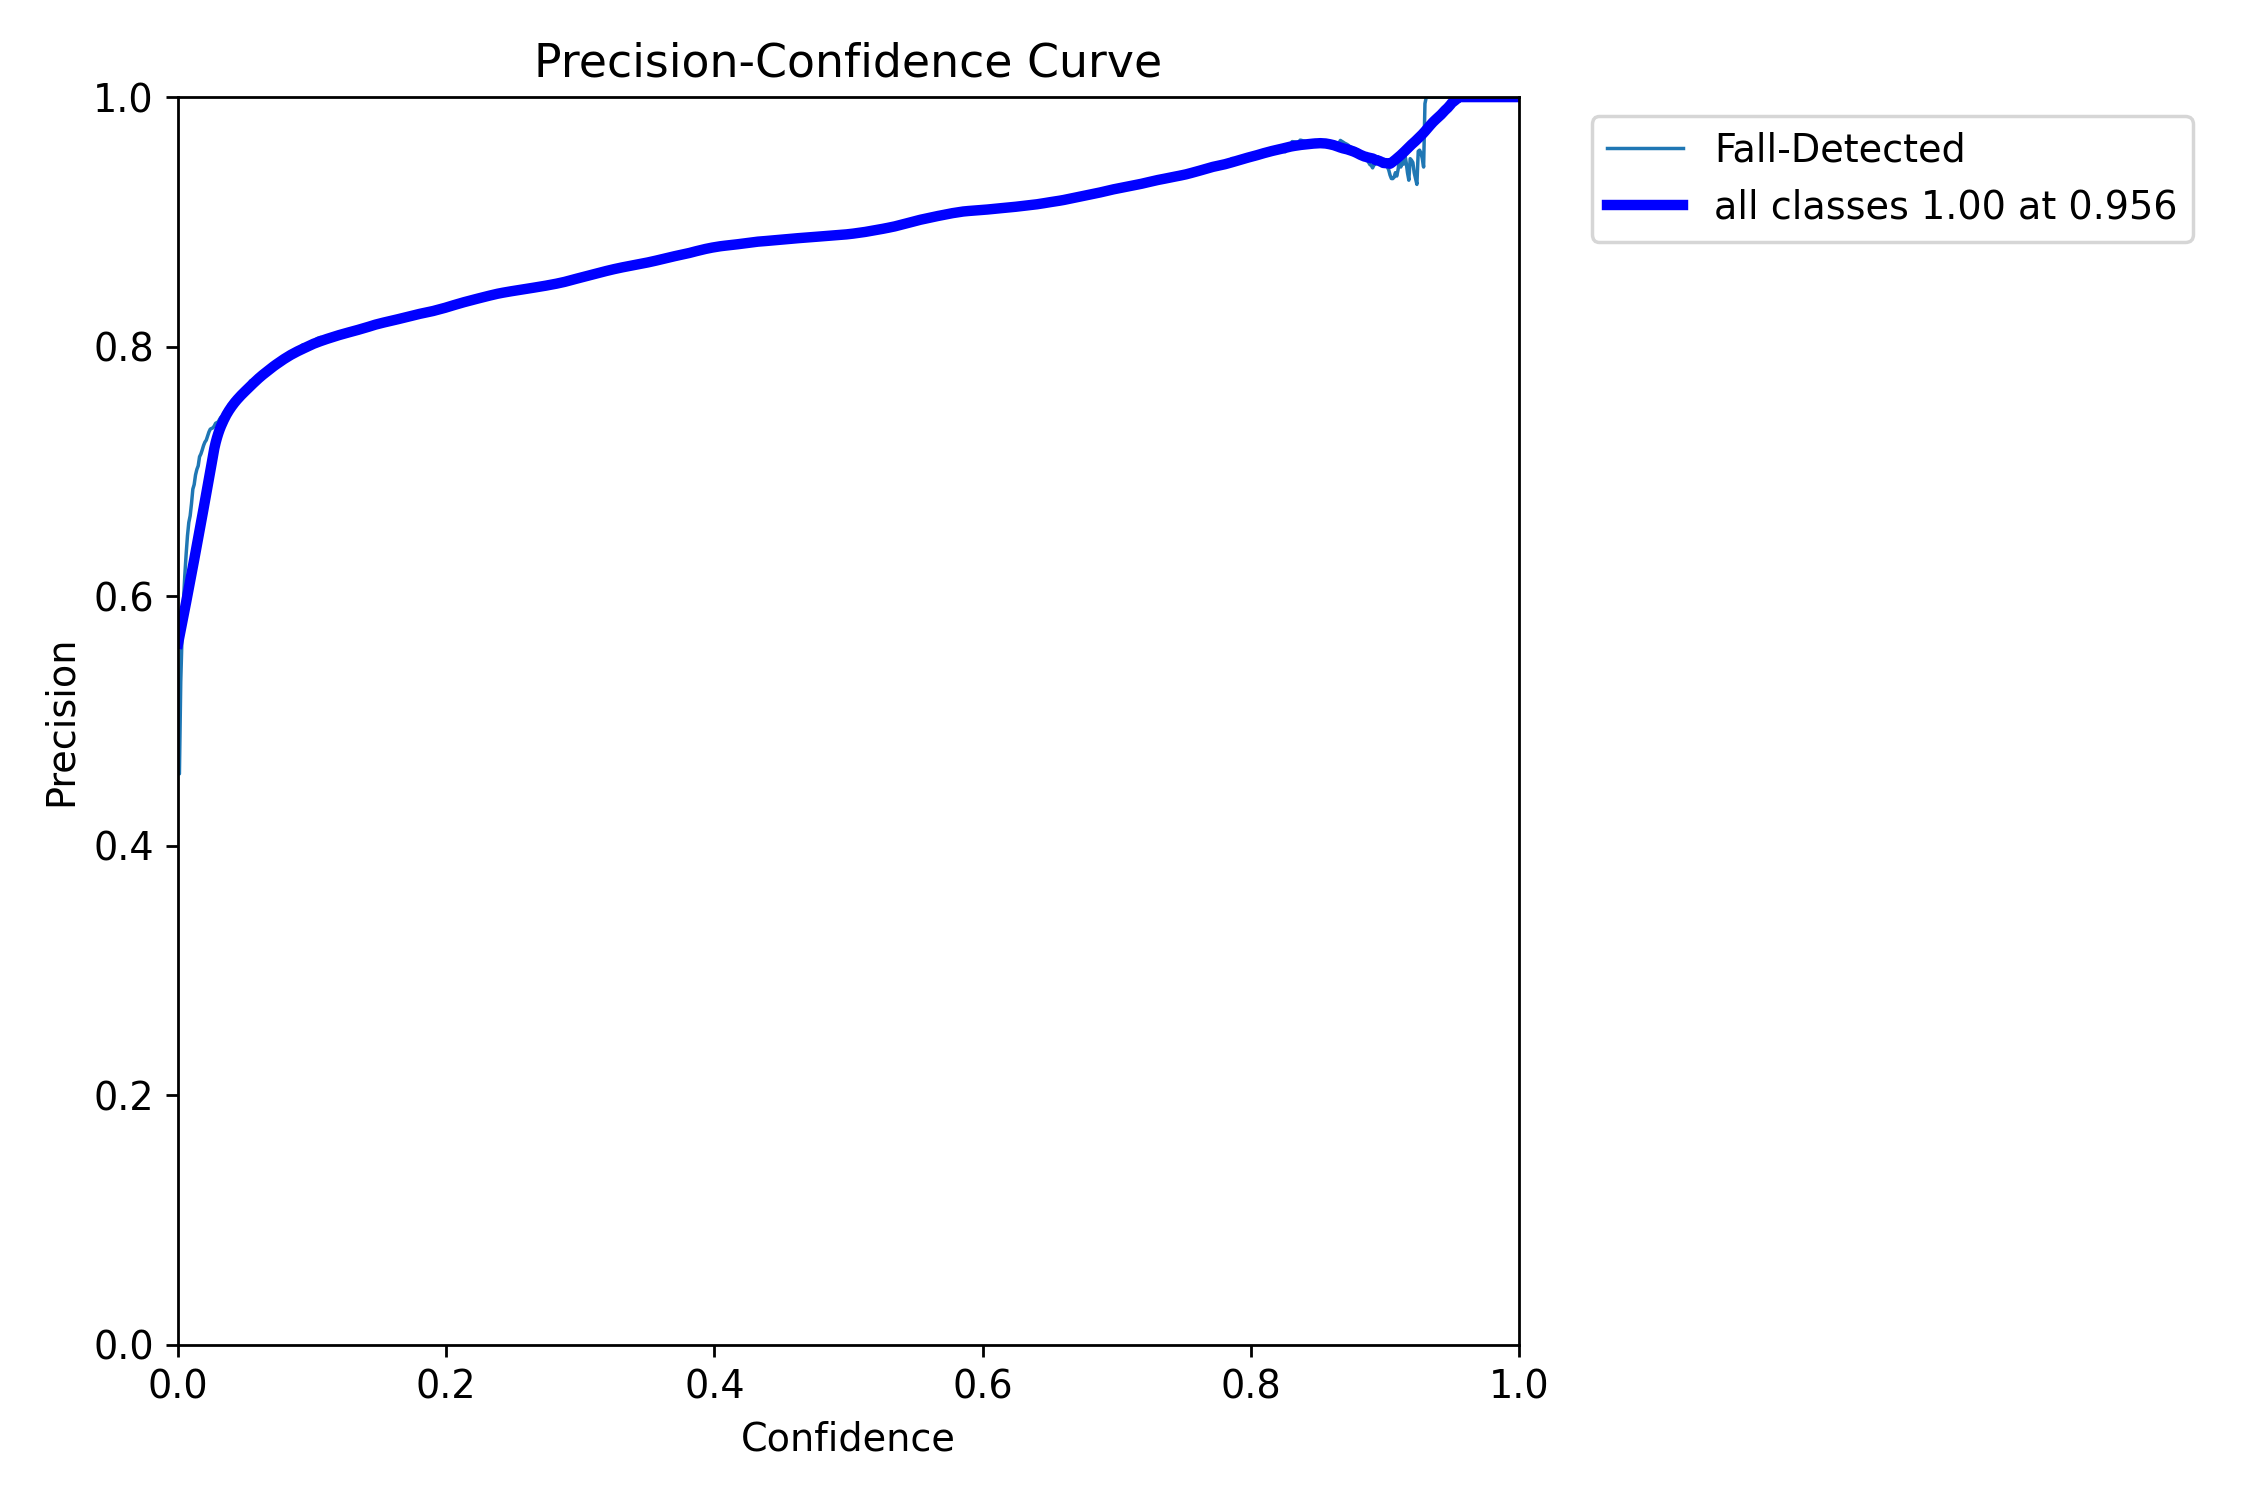 Precision-Confidence Curve
1.0
0.8
0.6
0.4
0.2
0.0
Precision
0.0 0.2 0.4 0.6 0.8 1.0
Confidence
Fall-Detected
all classes 1.00 at 0.956